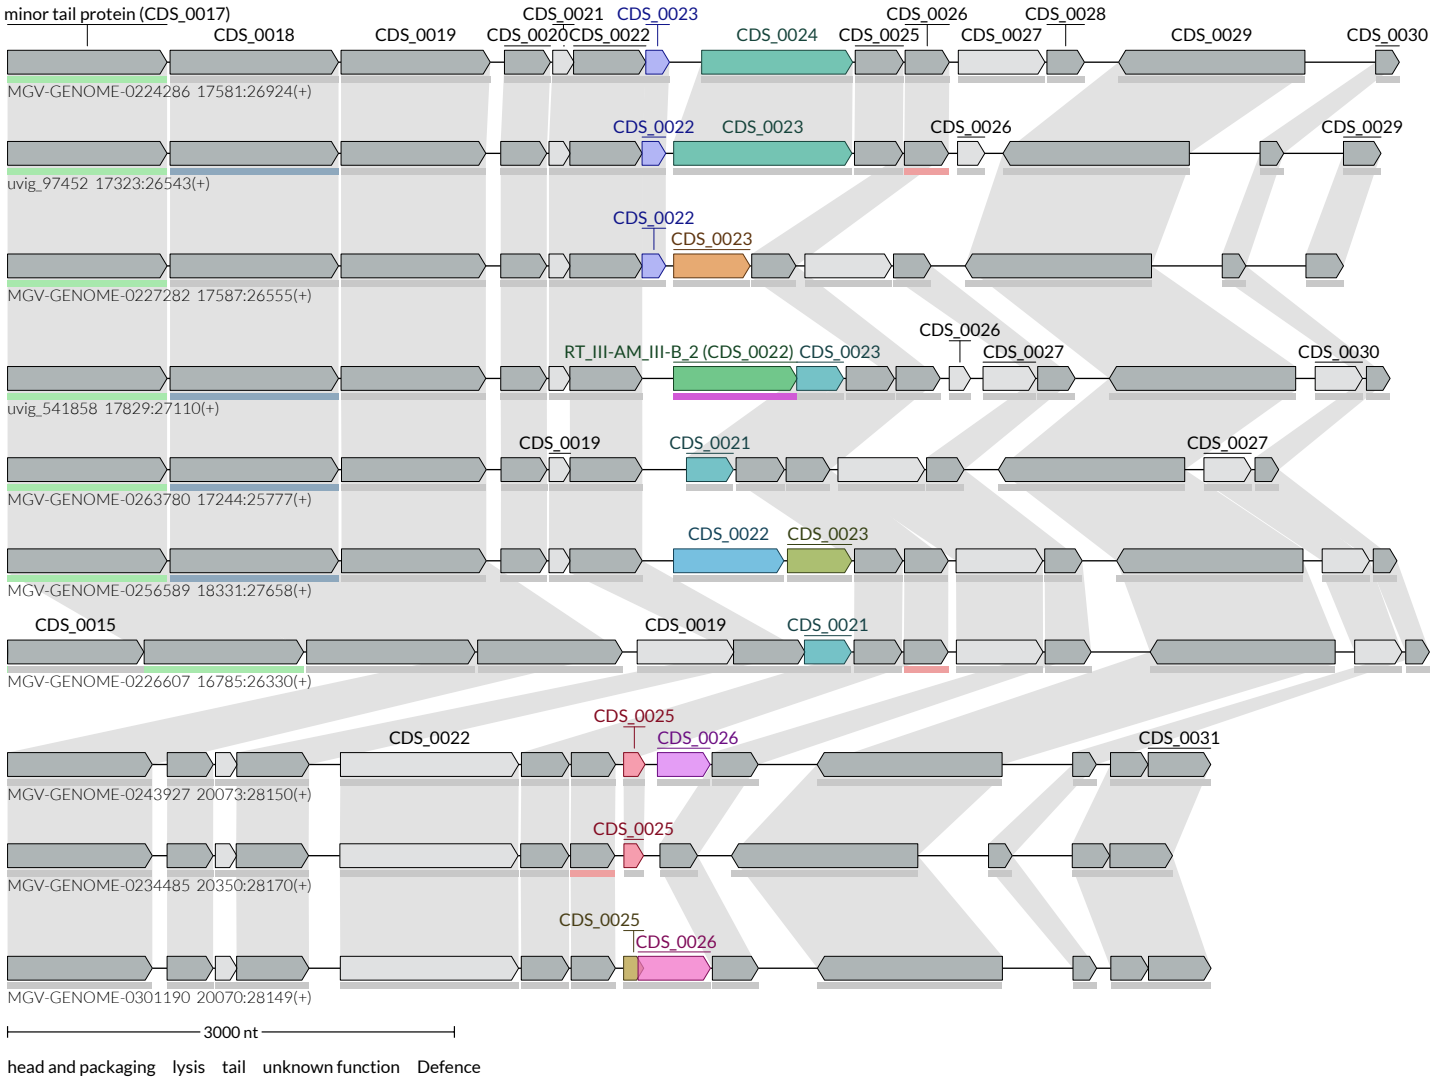 minor tail protein (CDS_0017) CDS_0021 CDS_0023 CDS_0026 CDS_0028
CDS_0018 CDS_0019 CDS_0020 CDS_0022 CDS_0024 CDS_0025 CDS_0027 CDS_0029 CDS_0030
MGV-GENOME-0224286 17581:26924(+)
CDS_0022 CDS_0023 CDS_0026 CDS_0029
uvig_97452 17323:26543(+)
CDS_0022
CDS_0023
MGV-GENOME-0227282 17587:26555(+)
CDS_0026
RT_III-AM_III-B_2 (CDS_0022) CDS_0023 CDS_0027 CDS_0030
uvig_541858 17829:27110(+)
CDS_0019 CDS_0021 CDS_0027
MGV-GENOME-0263780 17244:25777(+)
CDS_0022 CDS_0023
MGV-GENOME-0256589 18331:27658(+)
CDS_0015 CDS_0019 CDS_0021
MGV-GENOME-0226607 16785:26330(+)
CDS_0025
CDS_0022 CDS_0026 CDS_0031
MGV-GENOME-0243927 20073:28150(+)
CDS_0025
MGV-GENOME-0234485 20350:28170(+)
CDS_0025
CDS_0026
MGV-GENOME-0301190 20070:28149(+)
3000 nt
head and packaging lysis tail unknown function Defence